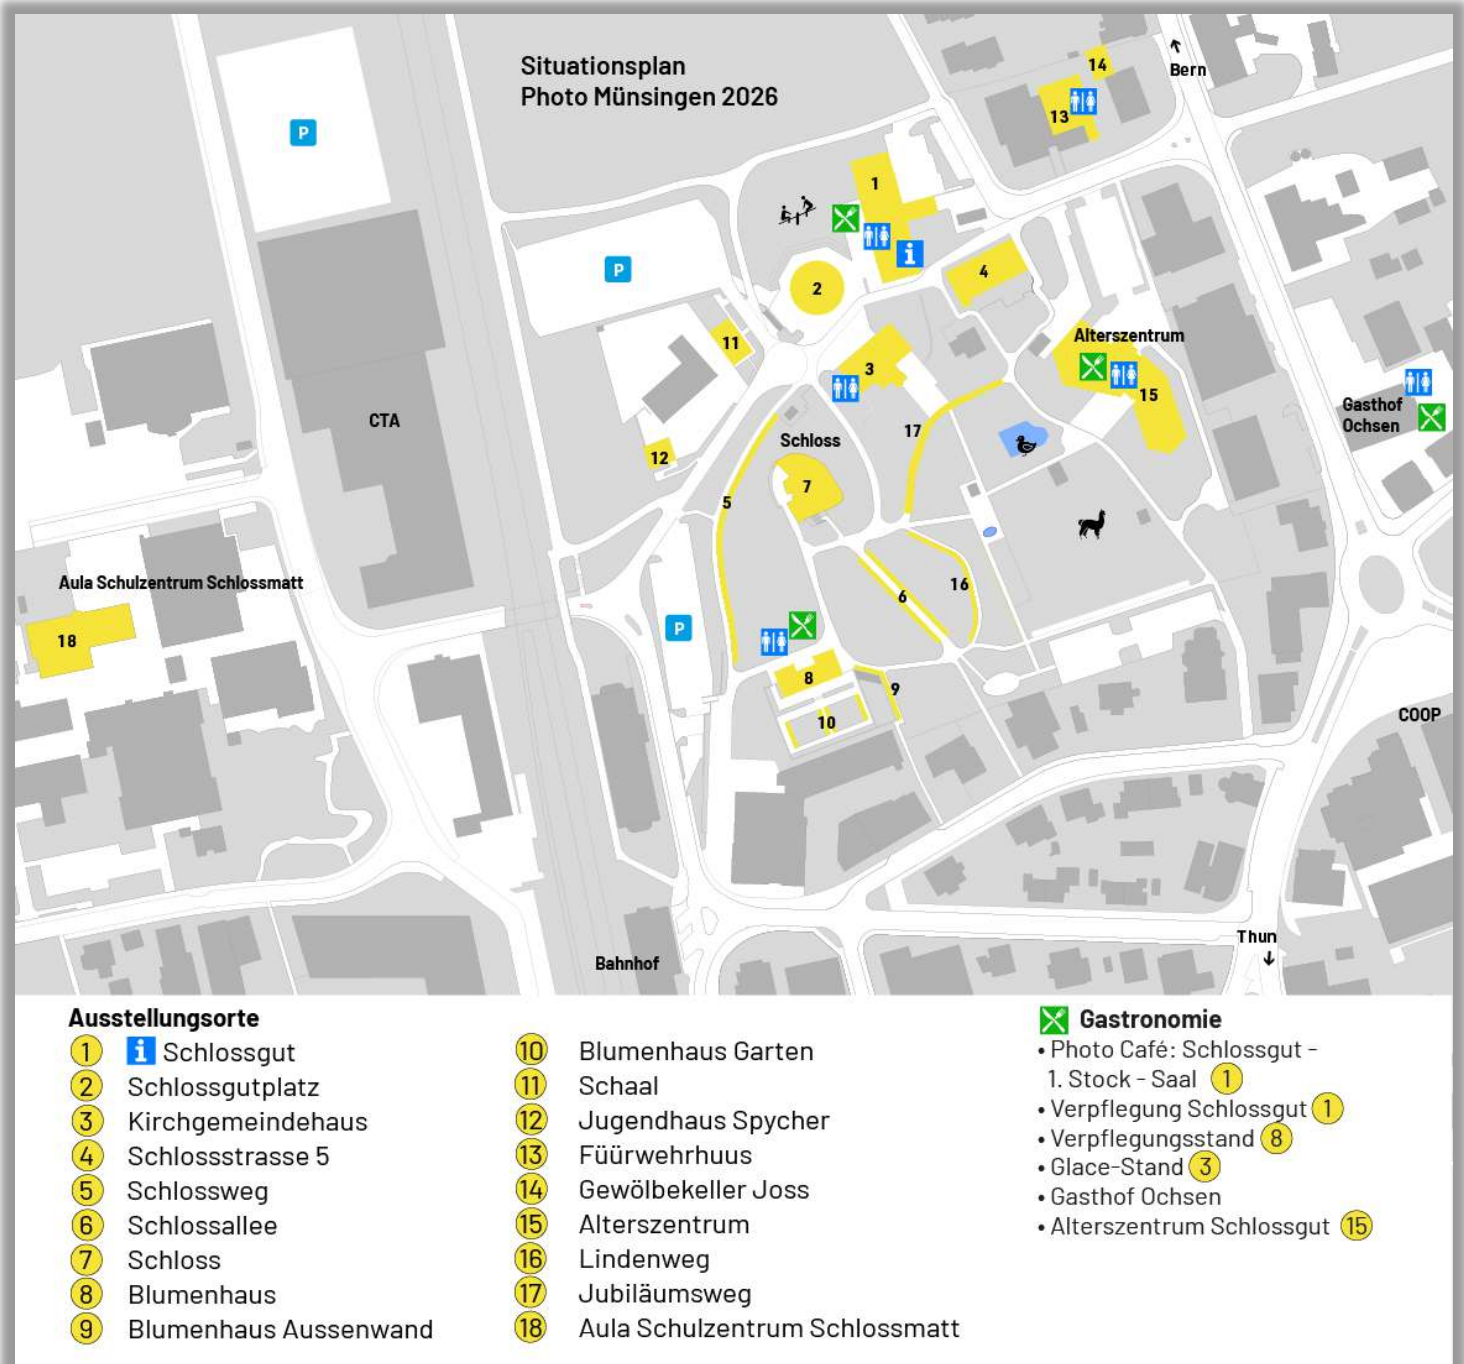 Situationsplan
Photo Münsingen 2026
Bern
14
13
P
1
i
4
P
2
11
3
Alterszentrum
15
CTA
Gasthof
Ochsen
17
Schloss
12
7
5
Aula Schulzentrum Schlossmatt
16
6
18
P
8
9
10
COOP
Thun
Bahnhof
Ausstellungsorte
1 i Schlossgut
2 Schlossgutplatz
3 Kirchgemeindehaus
4 Schlossstrasse 5
5 Schlossweg
6 Schlossallee
7 Schloss
8 Blumenhaus
9 Blumenhaus Aussenwand
10 Blumenhaus Garten
11 Schaal
12 Jugendhaus Spycher
13 Füürwehrhuus
14 Gewölbekeller Joss
15 Alterszentrum
16 Lindenweg
17 Jubiläumsweg
18 Aula Schulzentrum Schlossmatt
Gastronomie
• Photo Café: Schlossgut -
1. Stock - Saal 1
• Verpflegung Schlossgut 1
• Verpflegungsstand 8
• Glace-Stand 3
• Gasthof Ochsen
• Alterszentrum Schlossgut 15